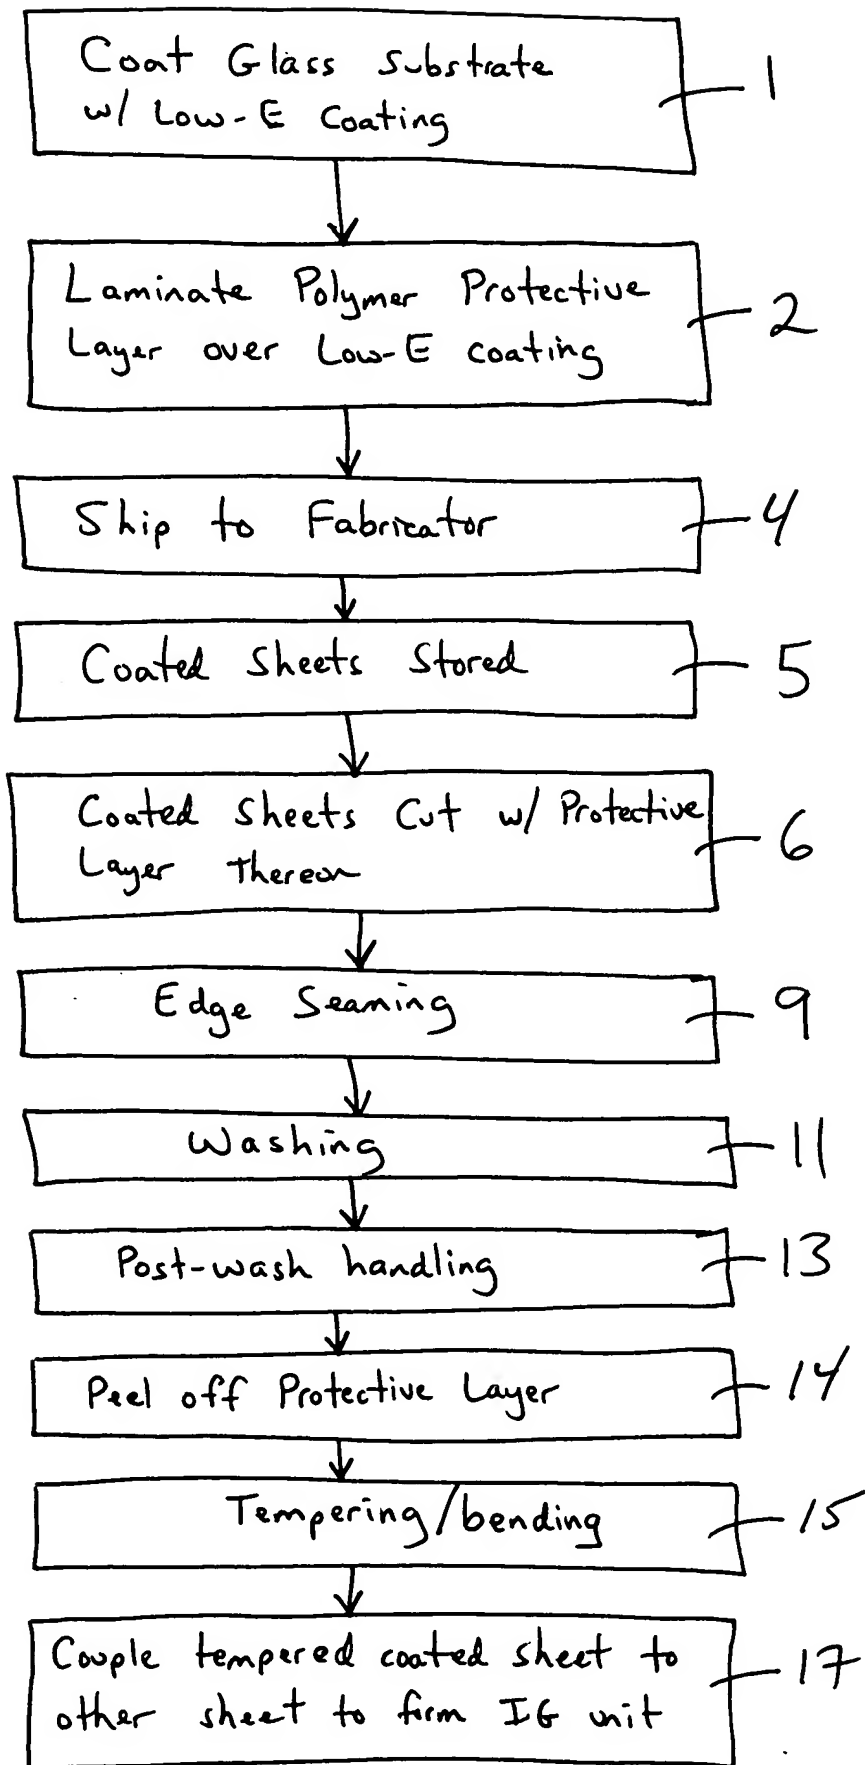 Coat Glass Substrate
w/ Low-E Coating
1
Laminate Polymer Protective
Layer over Low-E coating
2
Ship to Fabricator
4
Coated Sheets Stored
5
Coated Sheets Cut w/ Protective
Layer Thereon
6
Edge Seaming
9
Washing
11
Post-wash handling
13
Peel off Protective Layer
14
Tempering/bending
15
Couple tempered coated sheet to
other sheet to form IG unit
17